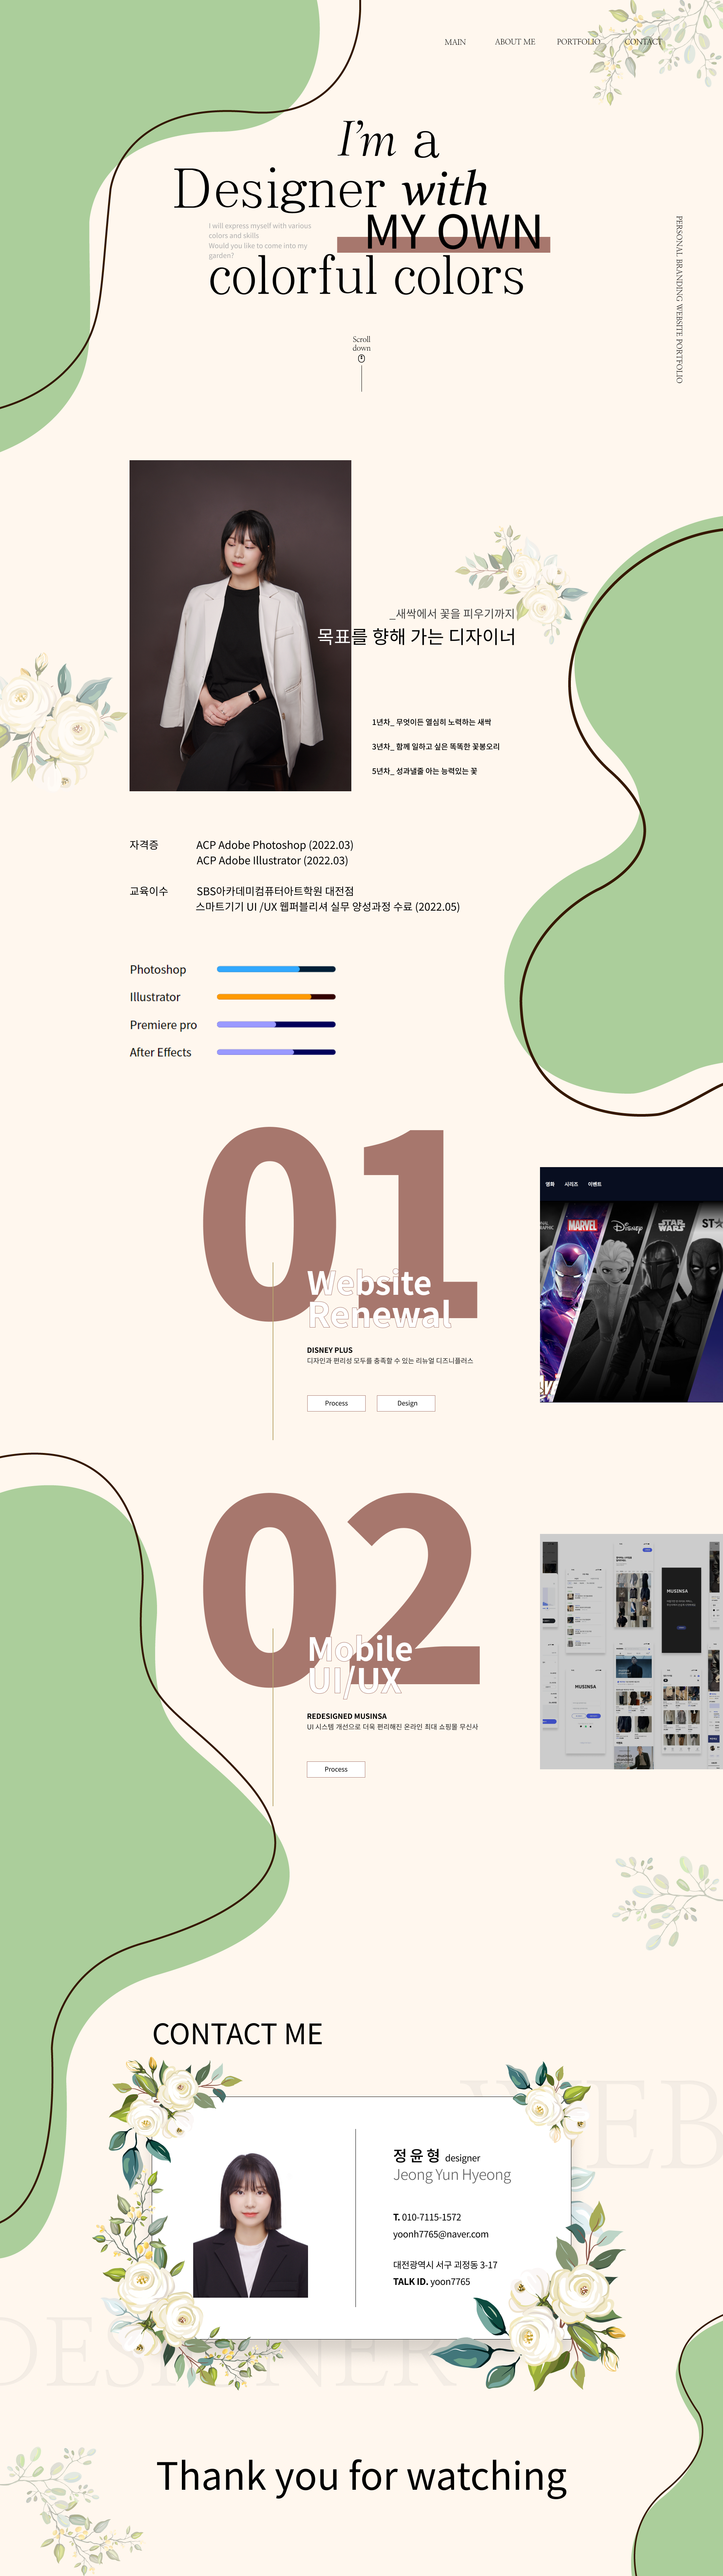 MAIN
ABOUT ME
PORTFOLIO
CONTACT
I'm a
Designer with
I will express myself with various
colors and skills
Would you like to come into my
garden?
MY OWN
colorful colors
PERSONAL BRANDING WEBSITE PORTFOLIO
Scroll
down
_새싹에서 꽃을 피우기까지
목표를 향해 가는 디자이너
1년차_ 무엇이든 열심히 노력하는 새싹
3년차_ 함께 일하고 싶은 똑똑한 꽃봉오리
5년차_ 성과낼줄 아는 능력있는 꽃
자격증
ACP Adobe Photoshop (2022.03)
ACP Adobe Illustrator (2022.03)
교육이수
SBS아카데미컴퓨터아트학원 대전점
스마트기기 UI /UX 웹퍼블리셔 실무 양성과정 수료 (2022.05)
Photoshop
Illustrator
Premiere pro
After Effects
01
Website
Renewal
DISNEY PLUS
디자인과 편리성 모두를 충족할 수 있는 리뉴얼 디즈니플러스
Process
Design
영화
시리즈
이벤트
MARVEL
Disney
STAR
WARS
02
Mobile
UI/UX
REDESIGNED MUSINSA
UI 시스템 개선으로 더욱 편리해진 온라인 최대 쇼핑몰 무신사
Process
MUSINSA
MUSINSA
CONTACT ME
WEB
정윤형 designer
Jeong Yun Hyeong
T. 010-7115-1572
yoonh7765@naver.com
대전광역시 서구 괴정동 3-17
TALK ID. yoon7765
DESIGNER
Thank you for watching